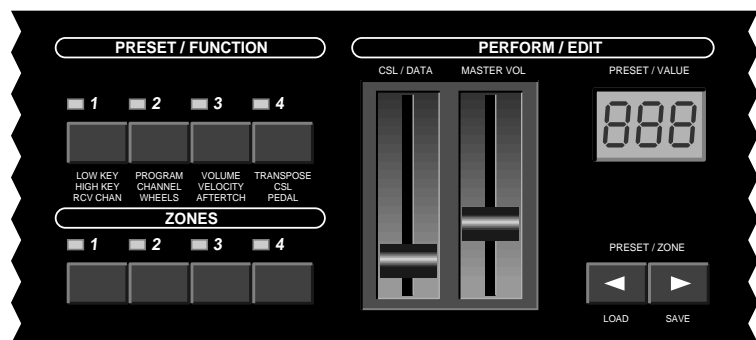 PRESET / FUNCTION
1 2 3 4
LOW KEY PROGRAM VOLUME TRANSPOSE
HIGH KEY CHANNEL VELOCITY CSL
RCV CHAN WHEELS AFTERTCH PEDAL
ZONES
1 2 3 4
PERFORM / EDIT
CSL / DATA MASTER VOL PRESET / VALUE
888
PRESET / ZONE
LOAD SAVE